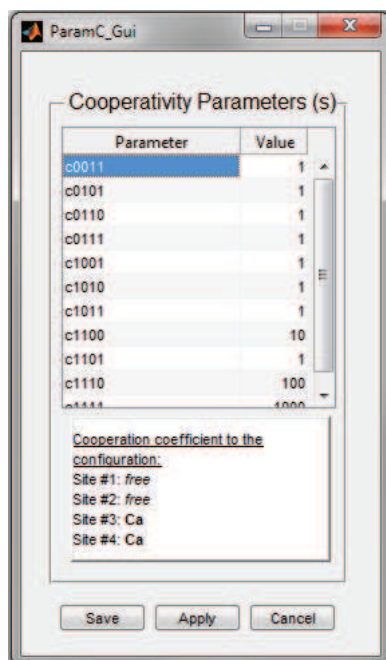 ParamC_Gui
Cooperativity Parameters (s)
Parameter Value
c0011 1
c0101 1
c0110 1
c0111 1
c1001 1
c1010 1
c1011 1
c1100 10
c1101 1
c1110 100
c1111 1000
Cooperation coefficient to the
configuration:
Site #1: free
Site #2: free
Site #3: Ca
Site #4: Ca
Save Apply Cancel